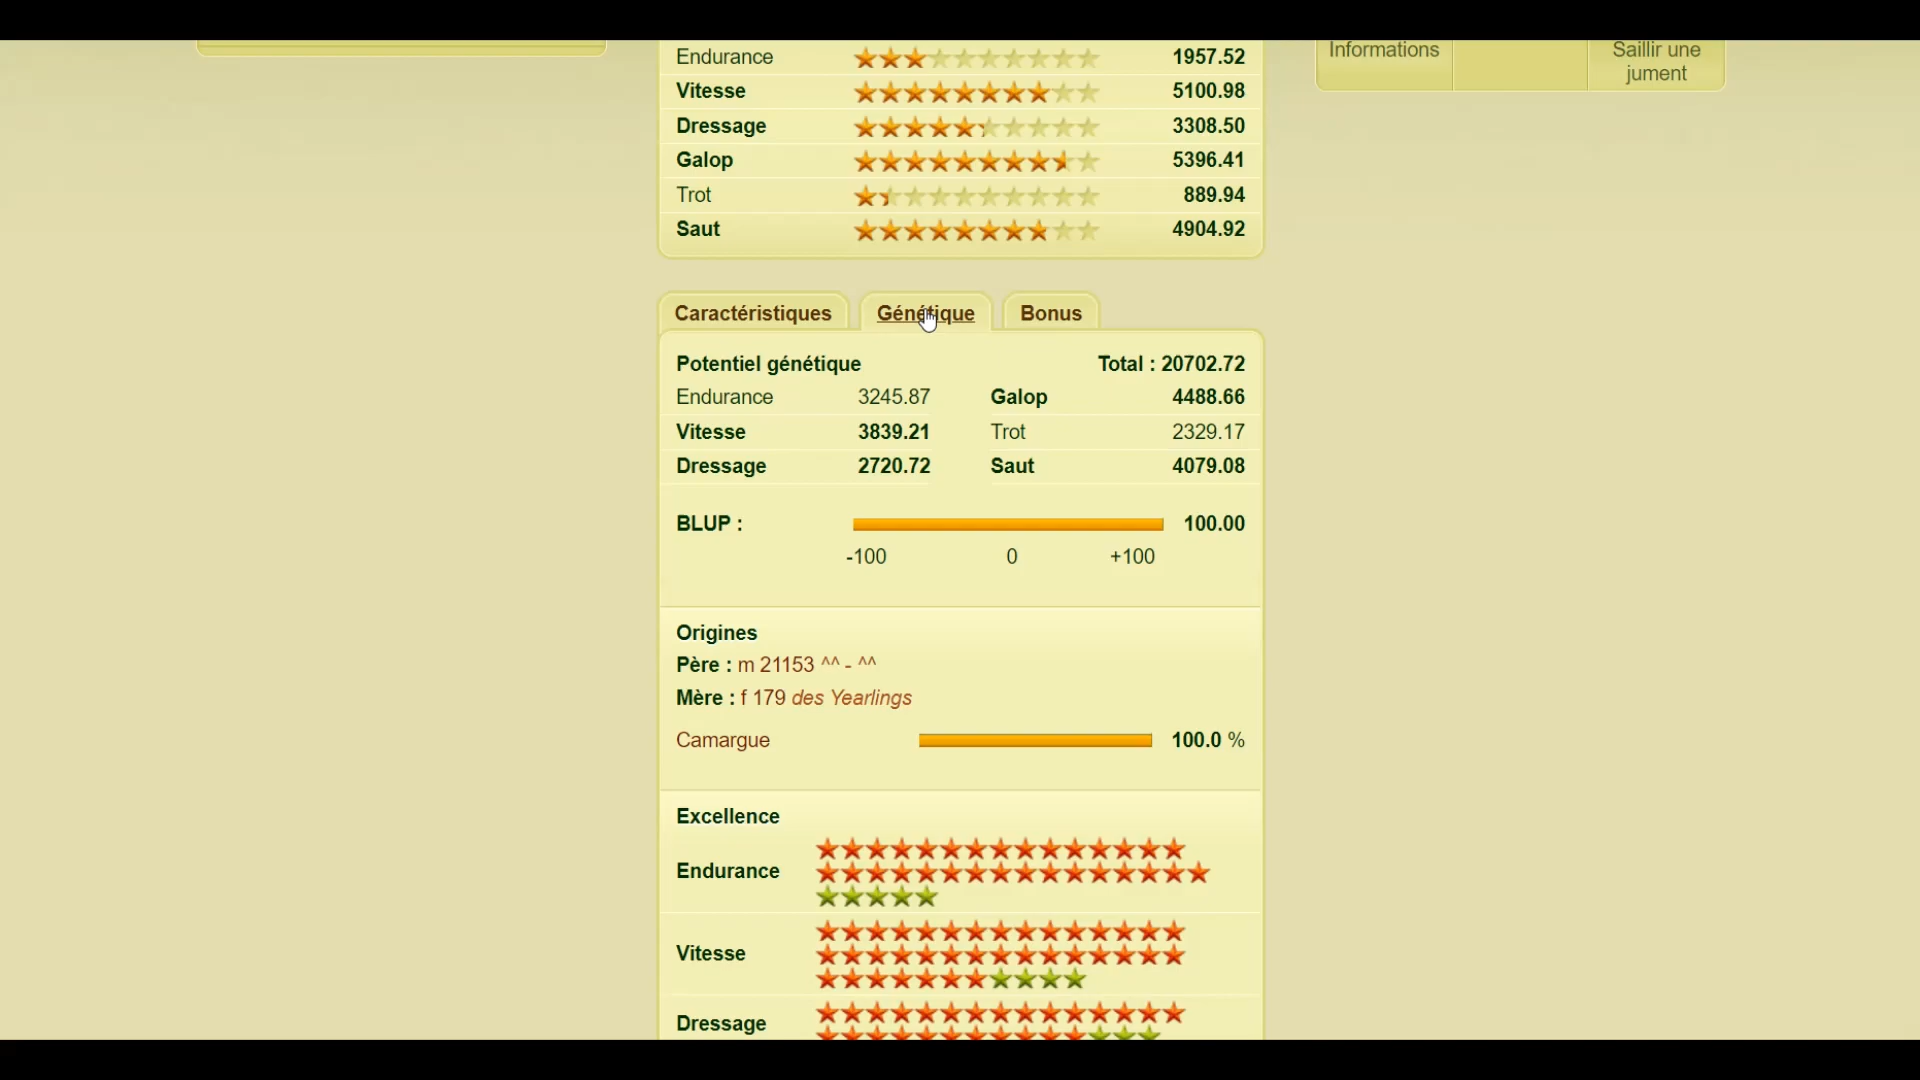 Endurance 1957.52
Vitesse 5100.98
Dressage 3308.50
Galop 5396.41
Trot 889.94
Saut 4904.92
Informations
Saillir une
jument
Caractéristiques Génétique Bonus
Potentiel génétique Total : 20702.72
Endurance 3245.87 Galop 4488.66
Vitesse 3839.21 Trot 2329.17
Dressage 2720.72 Saut 4079.08
BLUP : 100.00
-100 0 +100
Origines
Père : m 21153 ^^ - ^^
Mère : f 179 des Yearlings
Camargue 100.0 %
Excellence
Endurance
Vitesse
Dressage